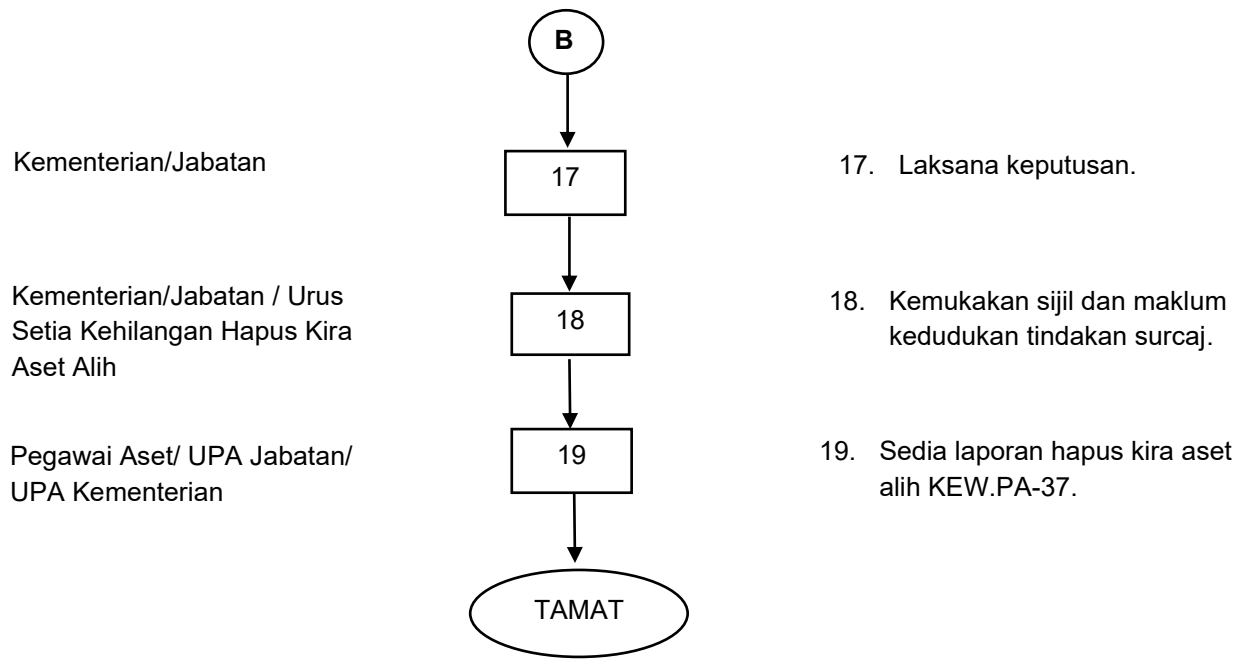 B
Kementerian/Jabatan
17
17. Laksana keputusan.
Kementerian/Jabatan / Urus
Setia Kehilangan Hapus Kira
Aset Alih
18
18. Kemukakan sijil dan maklum
kedudukan tindakan surcaj.
Pegawai Aset/ UPA Jabatan/
UPA Kementerian
19
19. Sedia laporan hapus kira aset
alih KEW.PA-37.
TAMAT